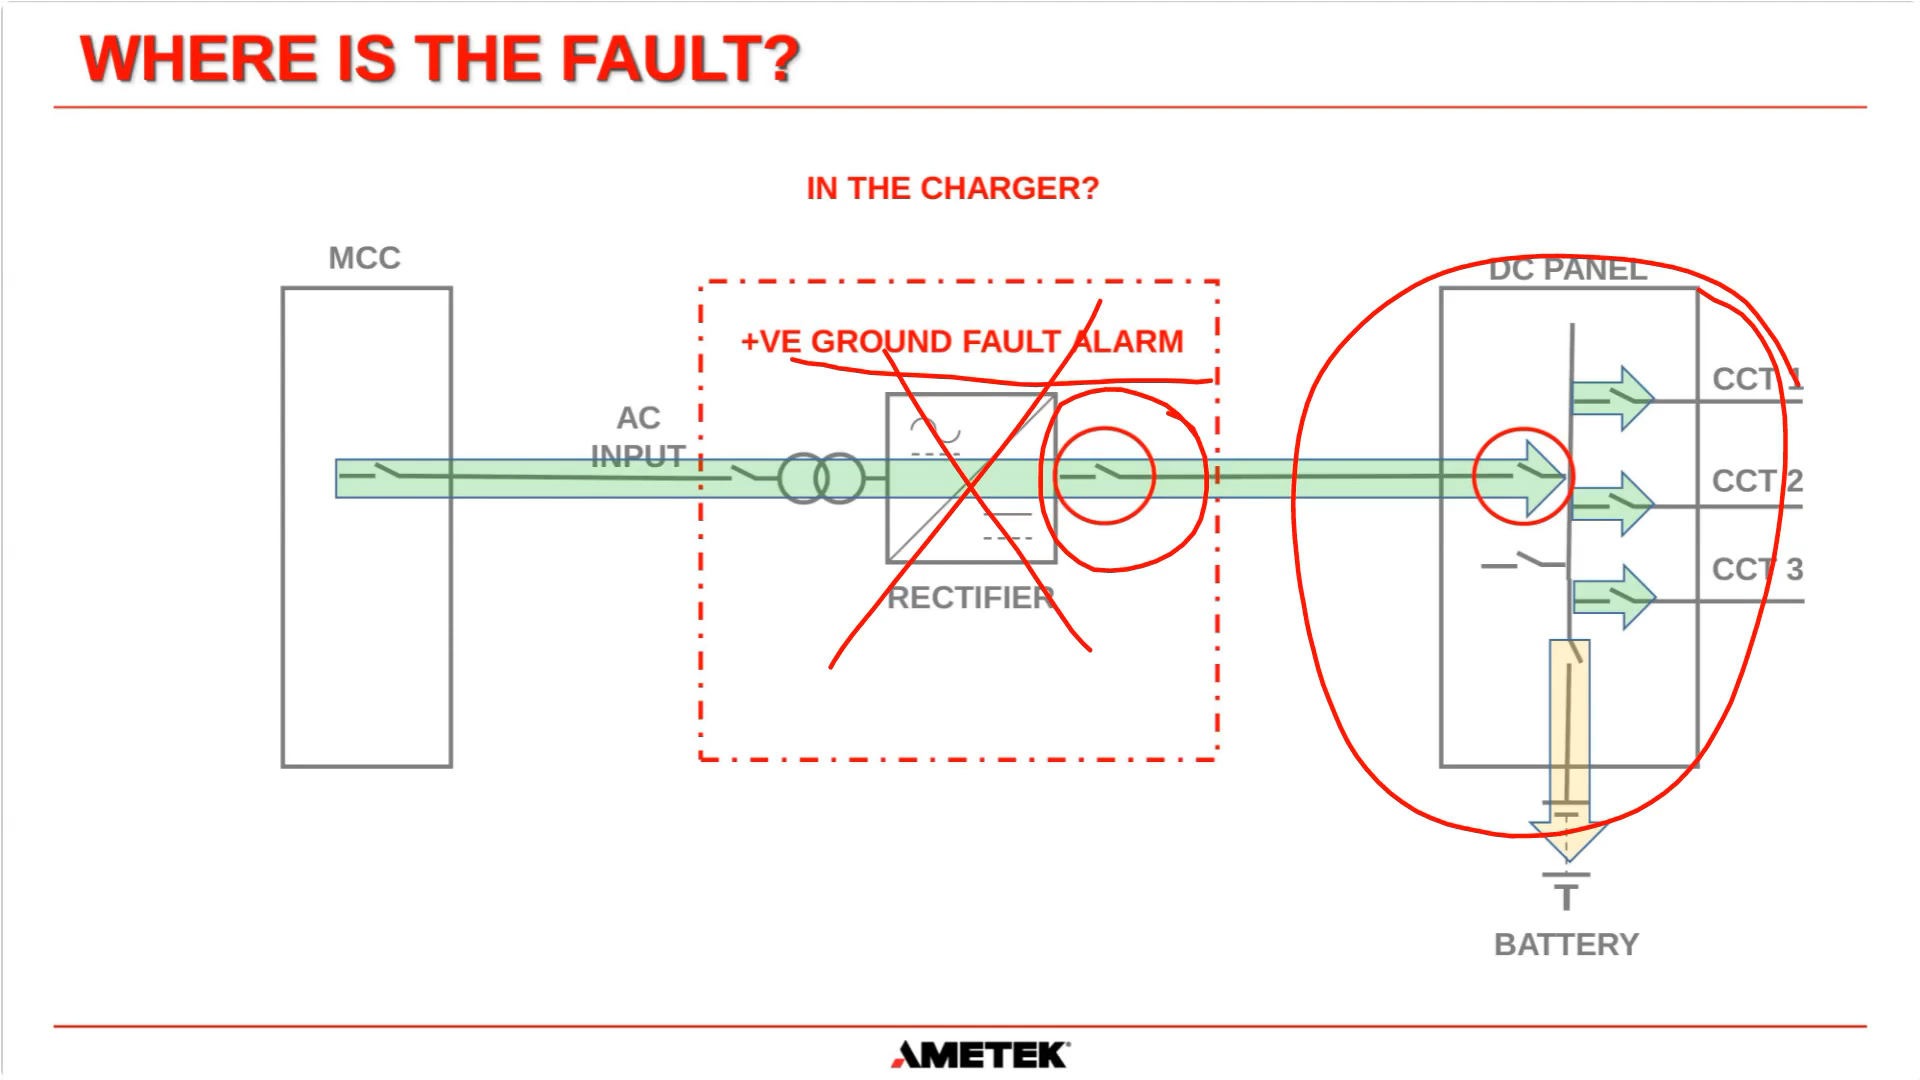 WHERE IS THE FAULT?
IN THE CHARGER?
MCC
DC PANEL
+VE GROUND FAULT ALARM
CCT 1
AC
INPUT
CCT 2
CCT 3
RECTIFIER
BATTERY
AMETEK